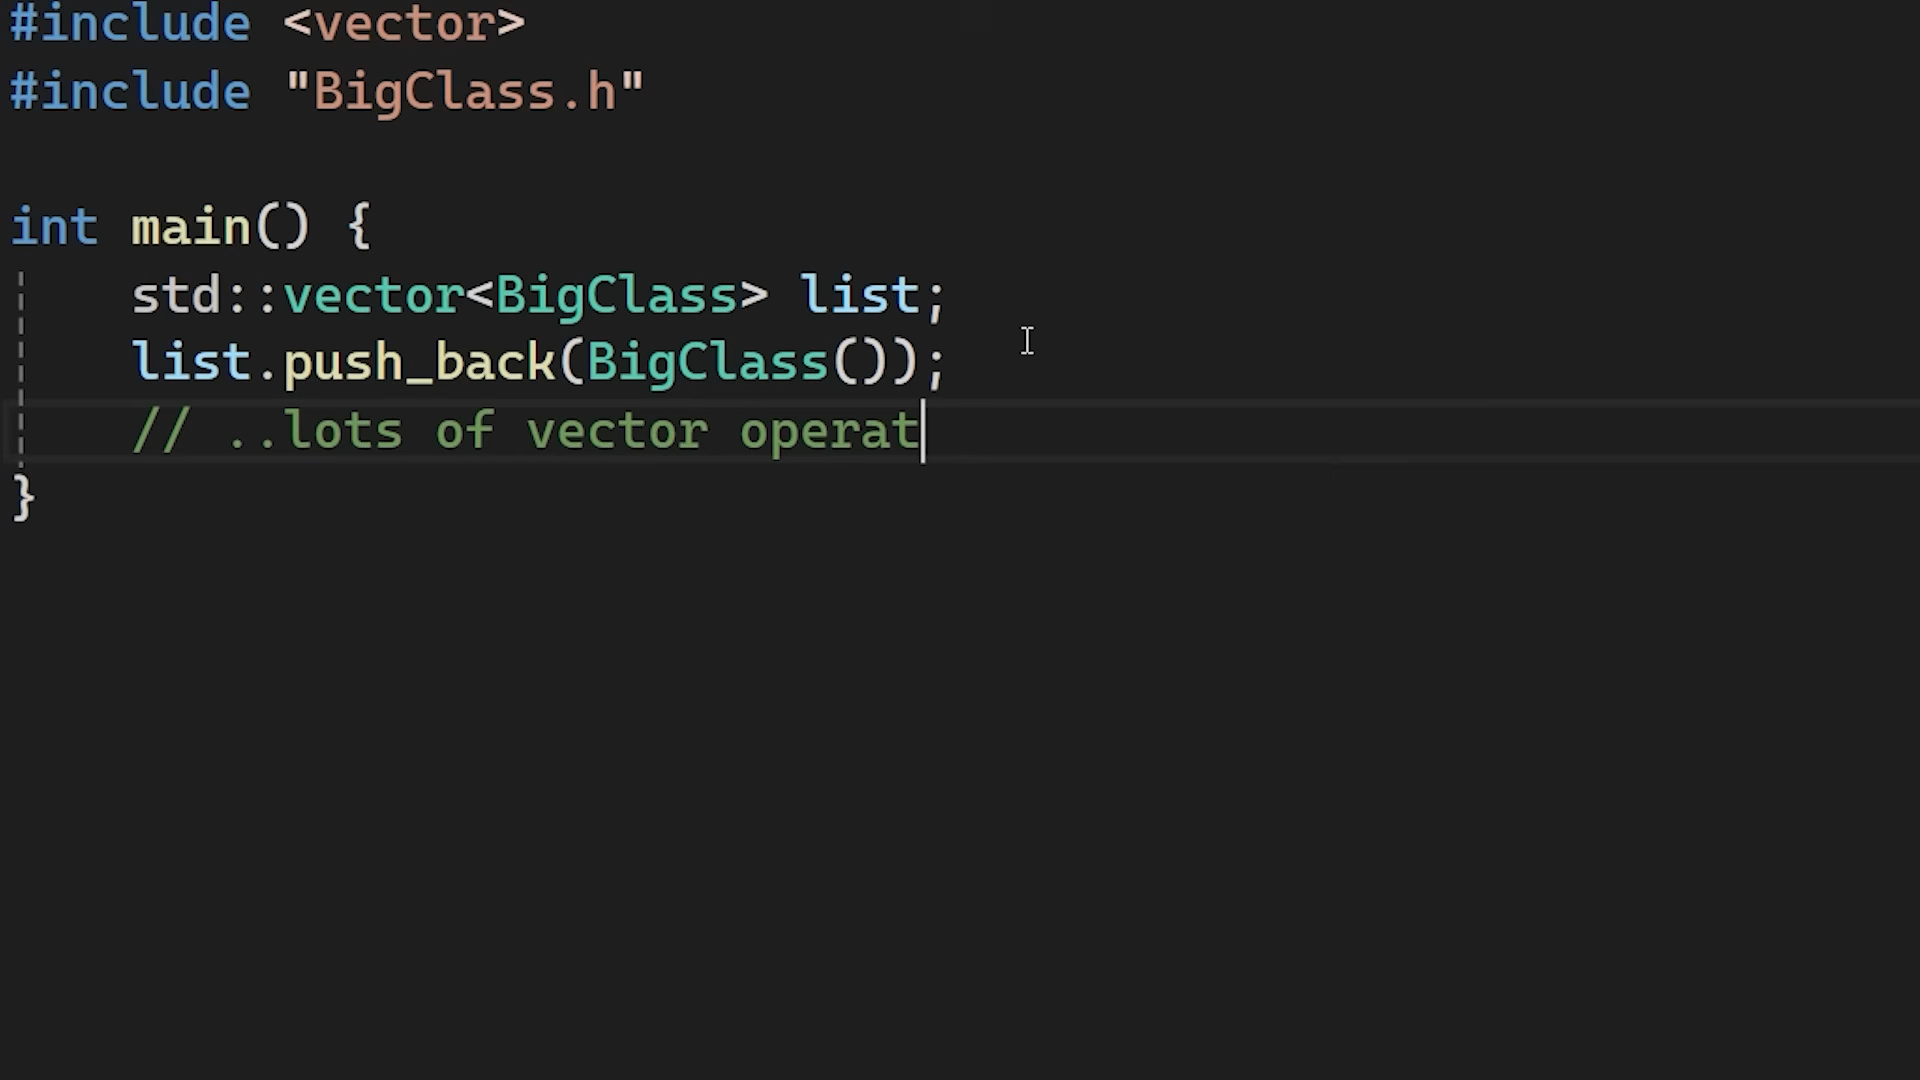 #include <vector>
#include "BigClass.h"
int main() {
std::vector<BigClass> list;
list.push_back(BigClass());
// ..lots of vector operat
}